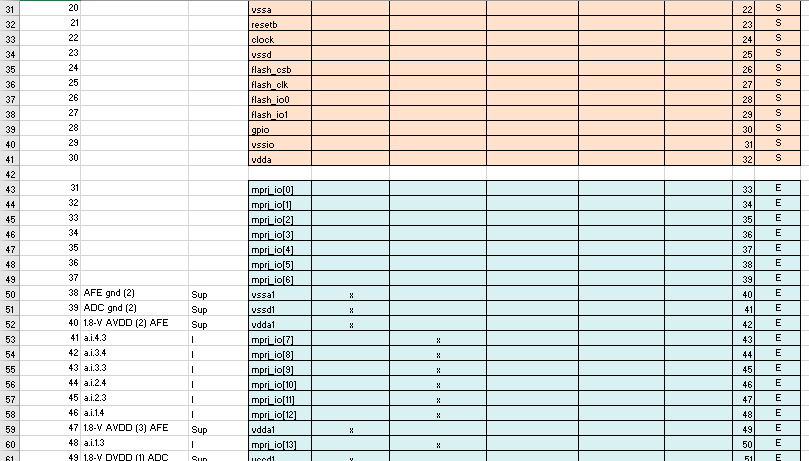 31 20 vssa 22 S
32 21 resetb 23 S
33 22 clock 24 S
34 23 vssd 25 S
35 24 flash_csb 26 S
36 25 flash_clk 27 S
37 26 flash_io0 28 S
38 27 flash_io1 29 S
39 28 gpio 30 S
40 29 vssio 31 S
41 30 vdda 32 S
42
43 31 mprj_io[0] 33 E
44 32 mprj_io[1] 34 E
45 33 mprj_io[2] 35 E
46 34 mprj_io[3] 36 E
47 35 mprj_io[4] 37 E
48 36 mprj_io[5] 38 E
49 37 mprj_io[6] 39 E
50 38 AFE gnd (2) Sup vssa1 x 40 E
51 39 ADC gnd (2) Sup vssd1 x 41 E
52 40 1.8-V AVDD (2) AFE Sup vdda1 x 42 E
53 41 a.i.4.3 I mprj_io[7] x 43 E
54 42 a.i.3.4 I mprj_io[8] x 44 E
55 43 a.i.3.3 I mprj_io[9] x 45 E
56 44 a.i.2.4 I mprj_io[10] x 46 E
57 45 a.i.2.3 I mprj_io[11] x 47 E
58 46 a.i.1.4 I mprj_io[12] x 48 E
59 47 1.8-V AVDD (3) AFE Sup vdda1 x 49 E
60 48 a.i.1.3 I mprj_io[13] x 50 E
61 49 1.8-V DVDD (1) ADC Sup vccd1 x 51 E